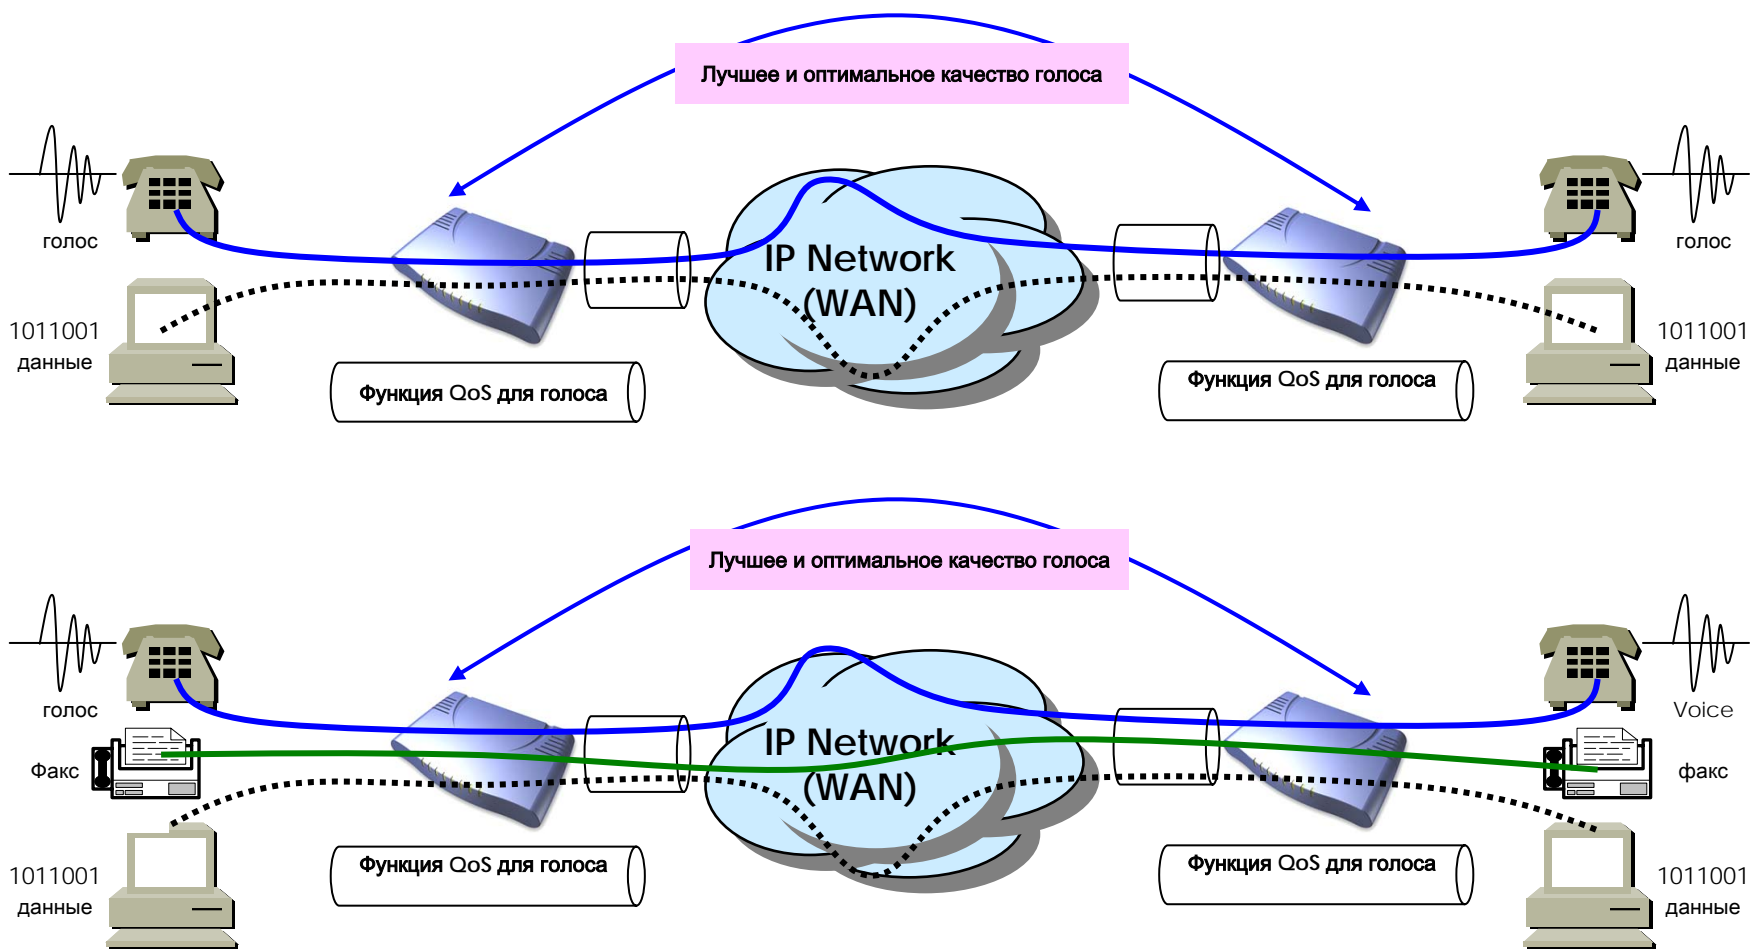 Лучшее и оптимальное качество голоса
голос
голос
IP Network
(WAN)
1011001
данные
1011001
данные
Функция QoS для голоса
Функция QoS для голоса
Лучшее и оптимальное качество голоса
голос
Voice
IP Network
(WAN)
Факс
факс
Функция QoS для голоса
Функция QoS для голоса
1011001
данные
1011001
данные